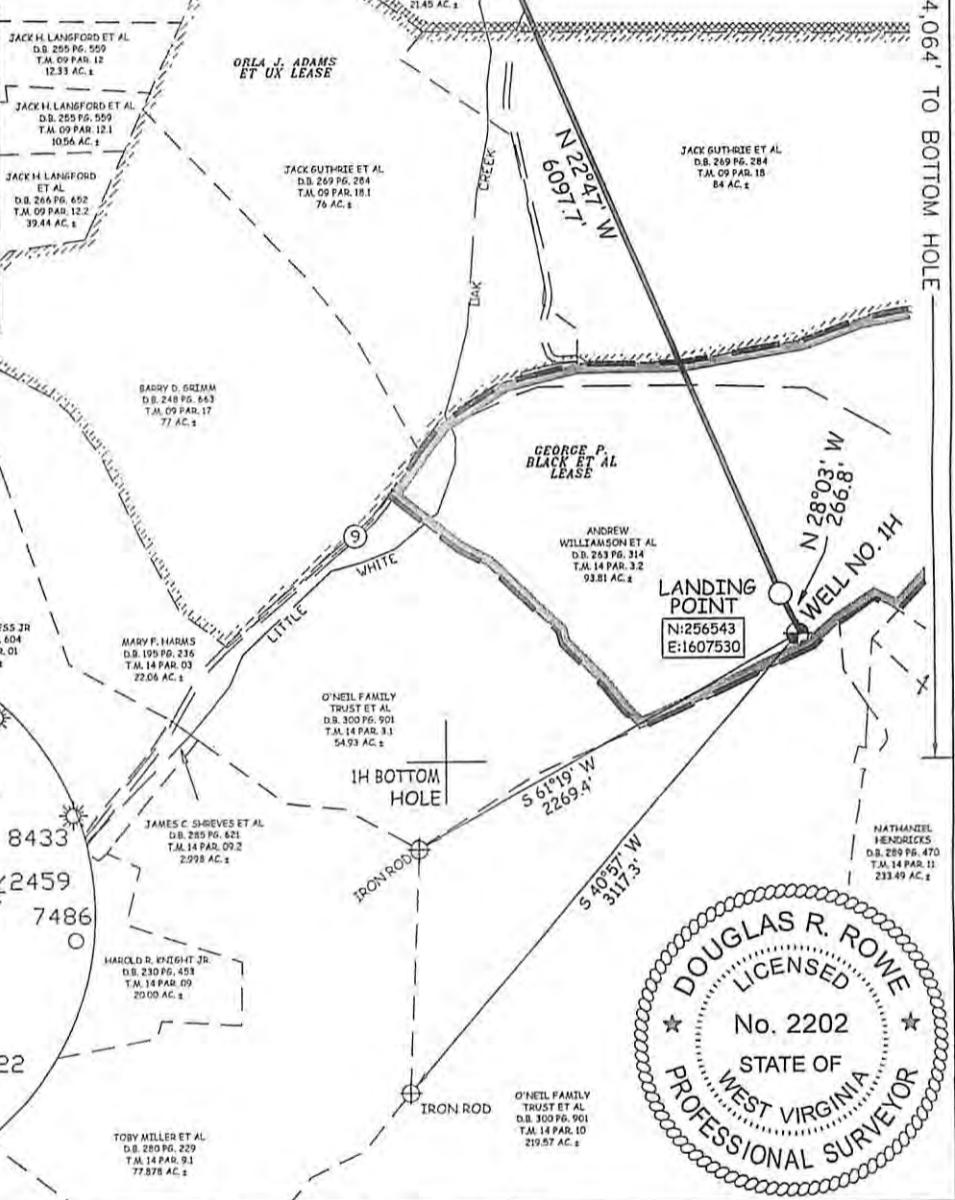 21.45 AC. ±
4,064' TO BOTTOM HOLE
JACK H. LANGFORD ET AL
D.B. 255 PG. 559
T.M. 09 PAR. 12
12.33 AC. ±
ORLA J. ADAMS
ET UX LEASE
JACK H. LANGFORD ET AL
D.B. 255 PG. 559
T.M. 09 PAR. 12.1
10.56 AC. ±
JACK GUTHRIE ET AL
D.B. 269 PG. 284
T.M. 09 PAR. 18.1
76 AC. ±
CREEK
N 22°47' W
6097.7'
JACK GUTHRIE ET AL
D.B. 269 PG. 284
T.M. 09 PAR. 18
84 AC. ±
JACK H. LANGFORD
ET AL
D.B. 266 PG. 652
T.M. 09 PAR. 12.2
39.44 AC. ±
OAK
BARRY D. GRIMM
D.B. 248 PG. 663
T.M. 09 PAR. 17
77 AC. ±
GEORGE P.
BLACK ET AL
LEASE
N 28°03' W
266.8'
9
WHITE
LITTLE
ANDREW
WILLIAMSON ET AL
D.B. 263 PG. 314
T.M. 14 PAR. 3.2
93.81 AC. ±
WELL NO. 1H
LANDING
POINT
N:256543
E:1607530
ESS JR
604
R. 01
MARY F. HARMS
D.B. 195 PG. 236
T.M. 14 PAR. 03
22.06 AC. ±
O'NEIL FAMILY
TRUST ET AL
D.B. 300 PG. 901
T.M. 14 PAR. 3.1
54.93 AC. ±
1H BOTTOM
HOLE
S 61°19' W
2269.4'
JAMES C. SHREVES ET AL
D.B. 285 PG. 621
T.M. 14 PAR. 09.2
2.998 AC. ±
8433
2459
7486
IRON ROD
S 40°57' W
3117.3'
NATHANIEL
HENDRICKS
D.B. 289 PG. 470
T.M. 14 PAR. 11
233.49 AC. ±
HAROLD R. KNIGHT JR.
D.B. 230 PG. 453
T.M. 14 PAR. 09
20.00 AC. ±
22
IRON ROD
O'NEIL FAMILY
TRUST ET AL
D.B. 300 PG. 901
T.M. 14 PAR. 10
219.57 AC. ±
TOBY MILLER ET AL
D.B. 280 PG. 229
T.M. 14 PAR. 9.1
77.878 AC. ±
DOUGLAS R. ROWE
LICENSED
No. 2202
STATE OF
WEST VIRGINIA
PROFESSIONAL SURVEYOR